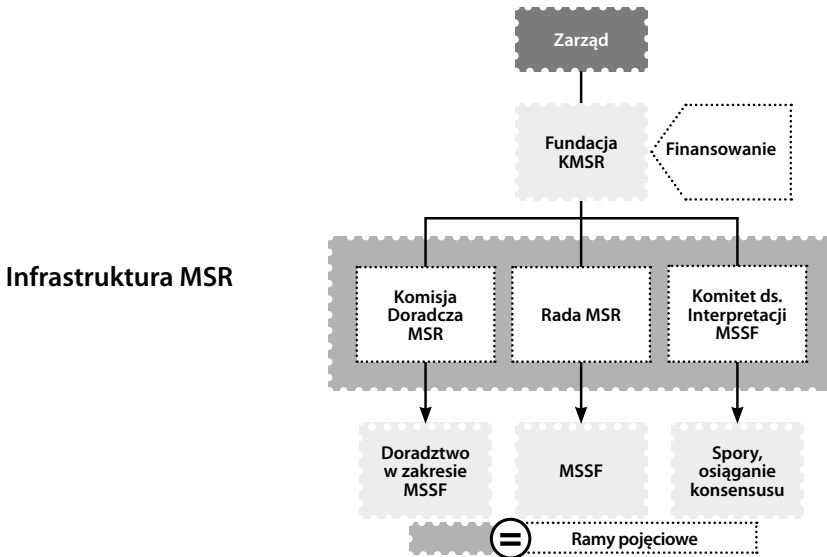 Zarząd
Fundacja
KMSR
Finansowanie
Infrastruktura MSR
Komisja
Doradcza
MSR
Rada MSR
Komitet ds.
Interpretacji
MSSF
Doradztwo
w zakresie
MSSF
MSSF
Spory,
osiąganie
konsensusu
= Ramy pojęciowe